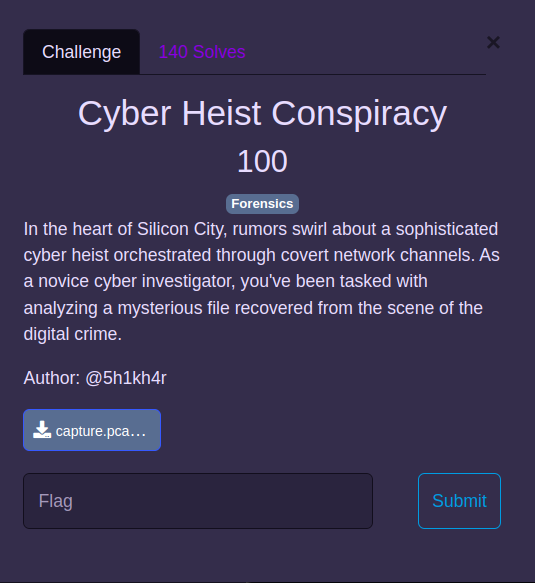 Challenge
140 Solves
×
Cyber Heist Conspiracy
100
Forensics
In the heart of Silicon City, rumors swirl about a sophisticated
cyber heist orchestrated through covert network channels. As
a novice cyber investigator, you've been tasked with
analyzing a mysterious file recovered from the scene of the
digital crime.
Author: @5h1kh4r
capture.pca...
Flag
Submit